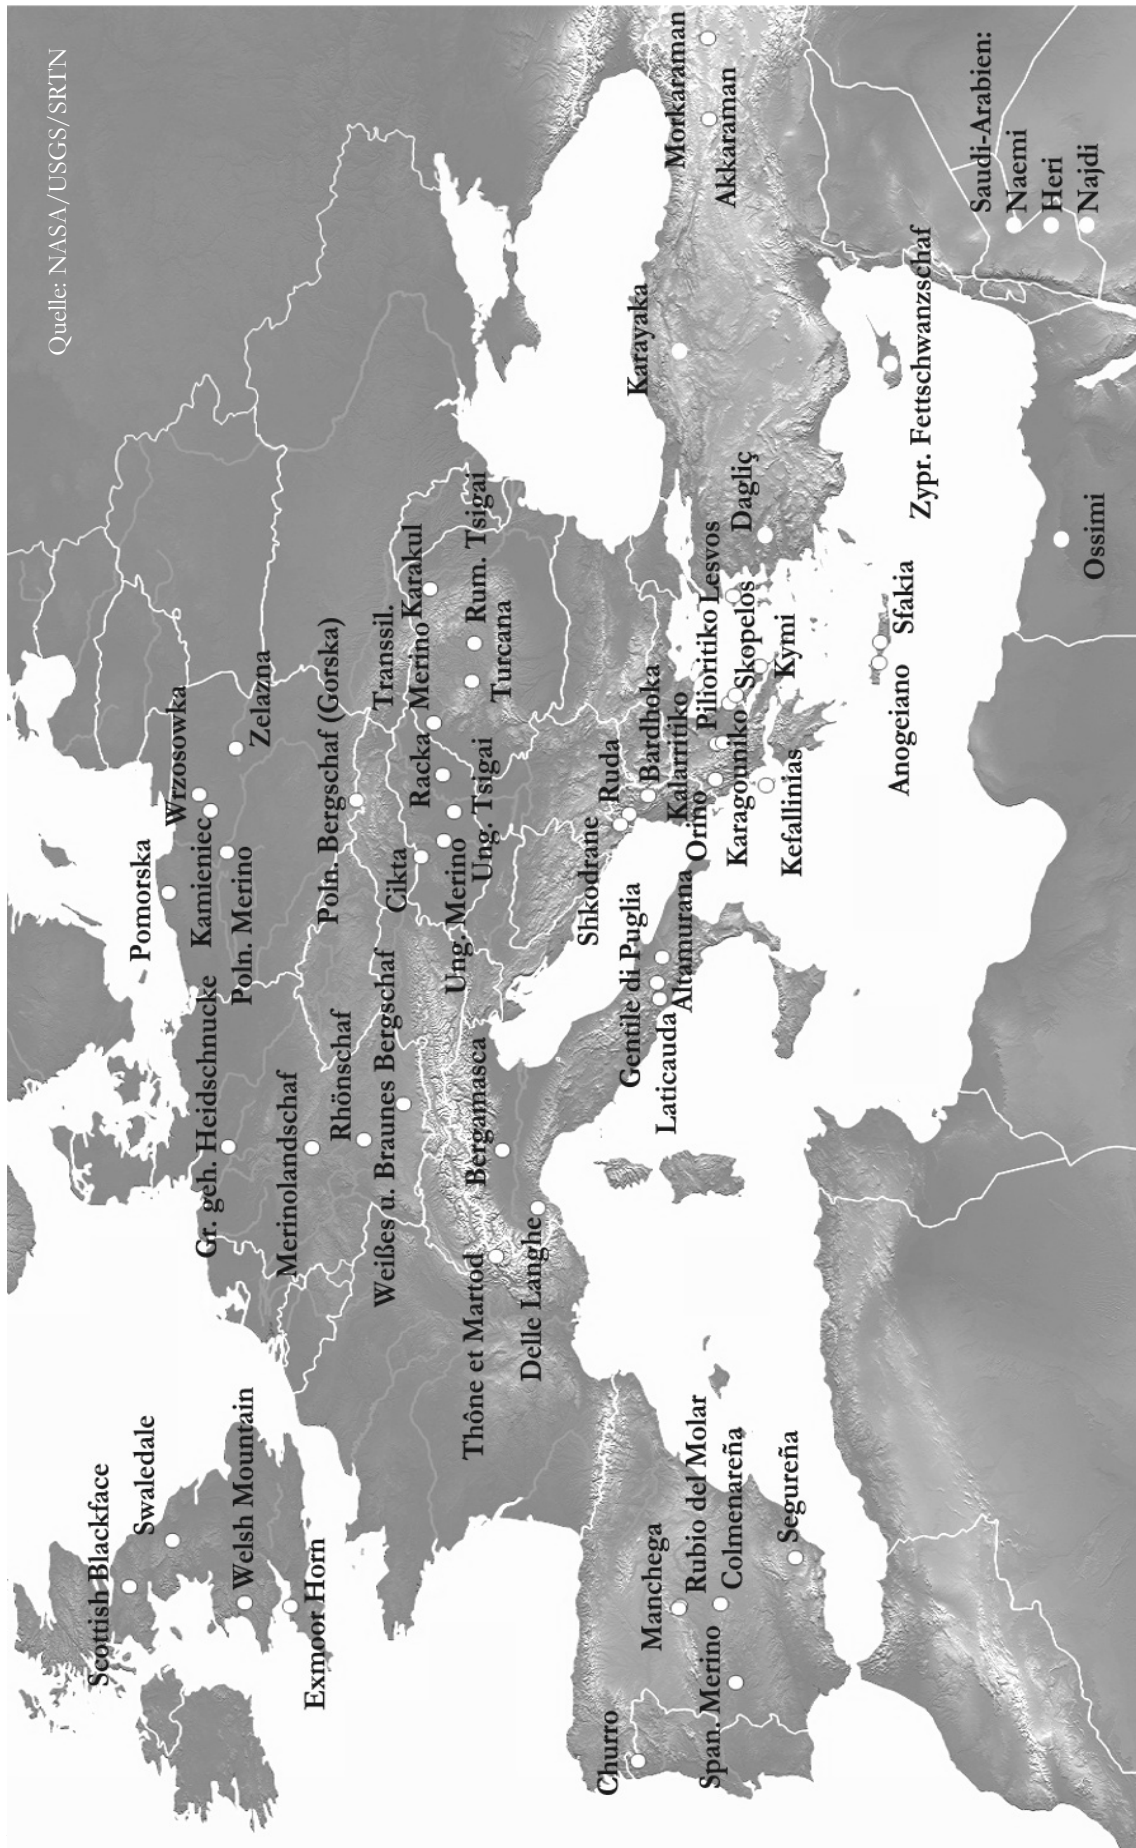 Quelle: NASA/USGS/SRTN
Scottish Blackface
Swaledale
Welsh Mountain
Exmoor Horn
Pomorska
Wrzosowka
Kamieniec
Zelazna
Poln. Merino
Gr. geh. Heidschnucke
Merinolandschaf
Rhönschaf
Poln. Bergschaf (Gorska)
Weißes u. Braunes Bergschaf
Cikta
Racka
Transsil.
Merino
Karakul
Ung. Merino
Ung. Tsigai
Rum. Tsigai
Turcana
Thône et Martod
Bergamasca
Delle Langhe
Shkodrane
Ruda
Bardhoka
Kalarritiko
Orino
Karagouniko
Pilioritiko
Skopelos
Lesvos
Kymi
Kefallinias
Dagliç
Karayaka
Morkaraman
Akkaraman
Gentile di Puglia
Altamurana
Laticauda
Churro
Manchega
Rubio del Molar
Colmenareña
Span. Merino
Segureña
Anogeiano
Sfakia
Zypr. Fettschwanzschaf
Saudi-Arabien:
Naemi
Heri
Najdi
Ossimi